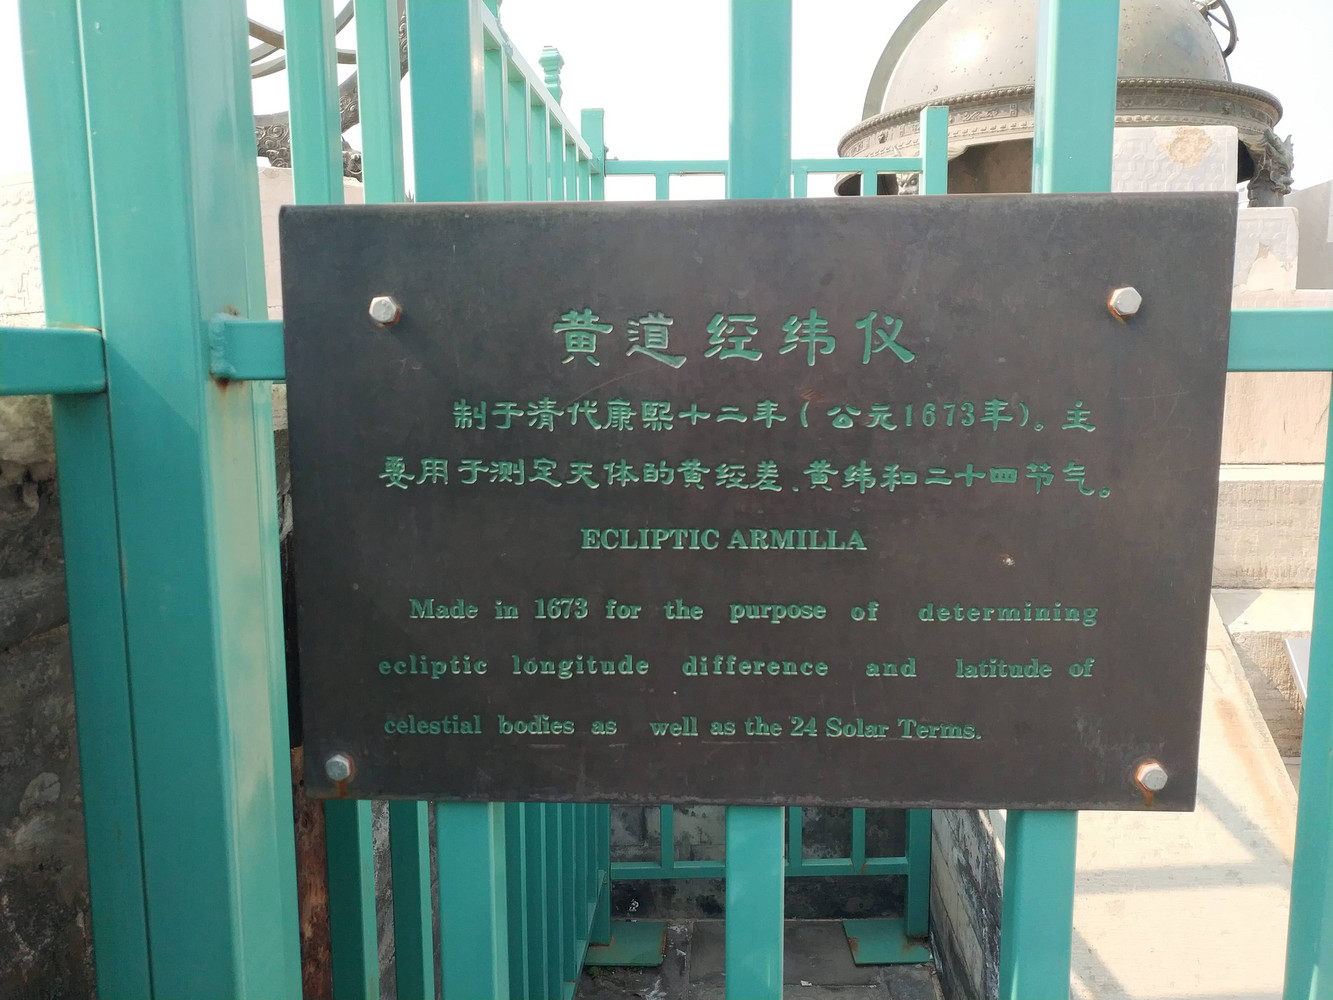 黄道经纬仪
制于清代康熙十二年(公元1673年)。主
要用于测定天体的黄经差、黄纬和二十四节气。
ECLIPTIC ARMILLA
Made in 1673 for the purpose of determining
ecliptic longitude difference and latitude of
celestial bodies as well as the 24 Solar Terms.